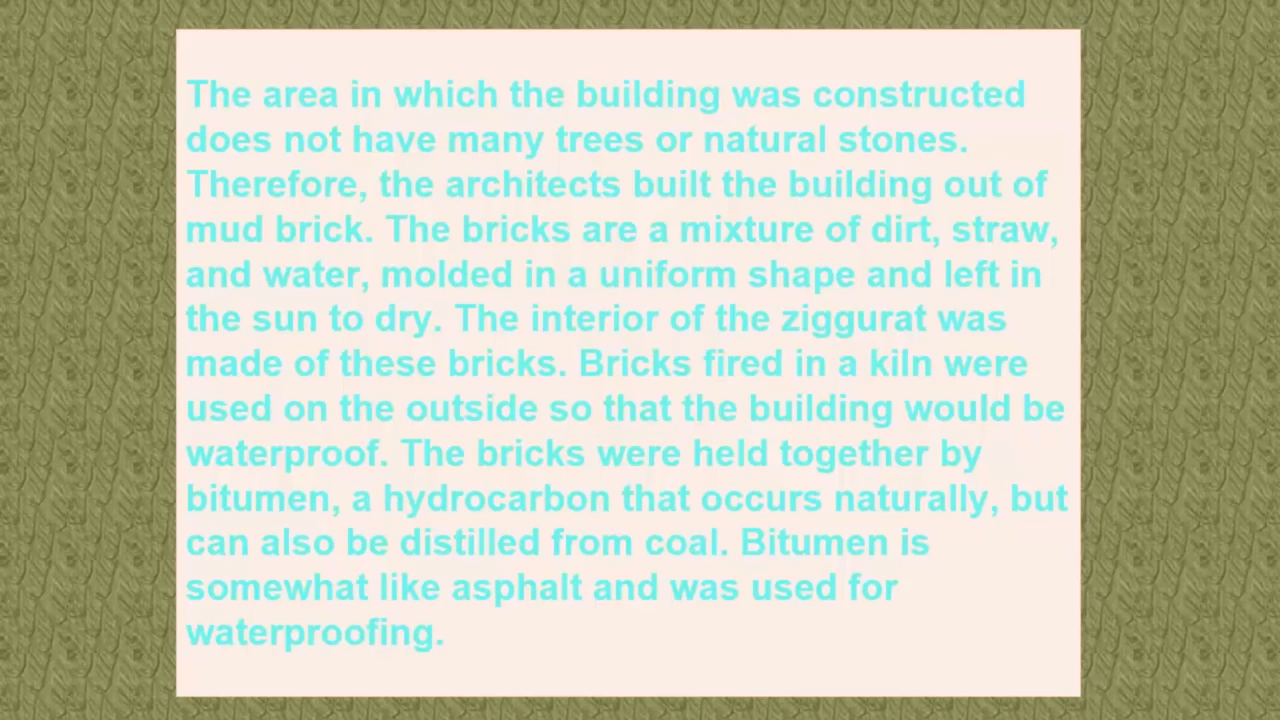 The area in which the building was constructed
does not have many trees or natural stones.
Therefore, the architects built the building out of
mud brick. The bricks are a mixture of dirt, straw,
and water, molded in a uniform shape and left in
the sun to dry. The interior of the ziggurat was
made of these bricks. Bricks fired in a kiln were
used on the outside so that the building would be
waterproof. The bricks were held together by
bitumen, a hydrocarbon that occurs naturally, but
can also be distilled from coal. Bitumen is
somewhat like asphalt and was used for
waterproofing.